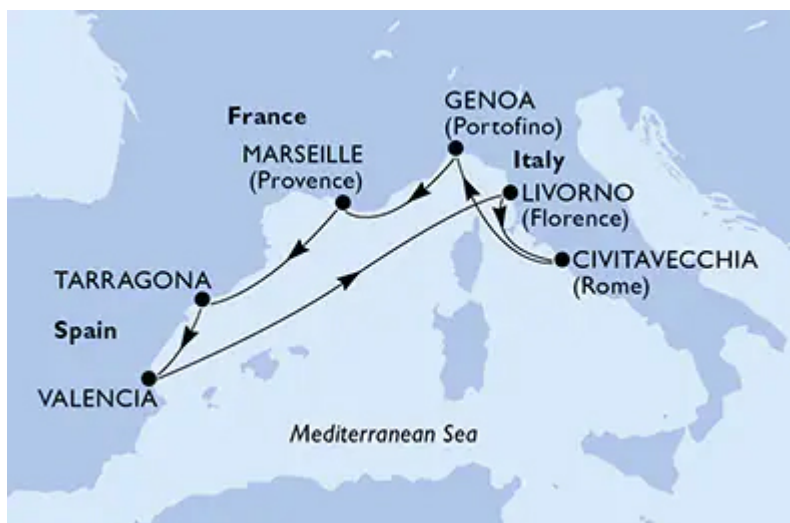 GENOA
(Portofino)
France
MARSEILLE
(Provence)
Italy
LIVORNO
(Florence)
CIVITAVECCHIA
(Rome)
TARRAGONA
Spain
VALENCIA
Mediterranean Sea